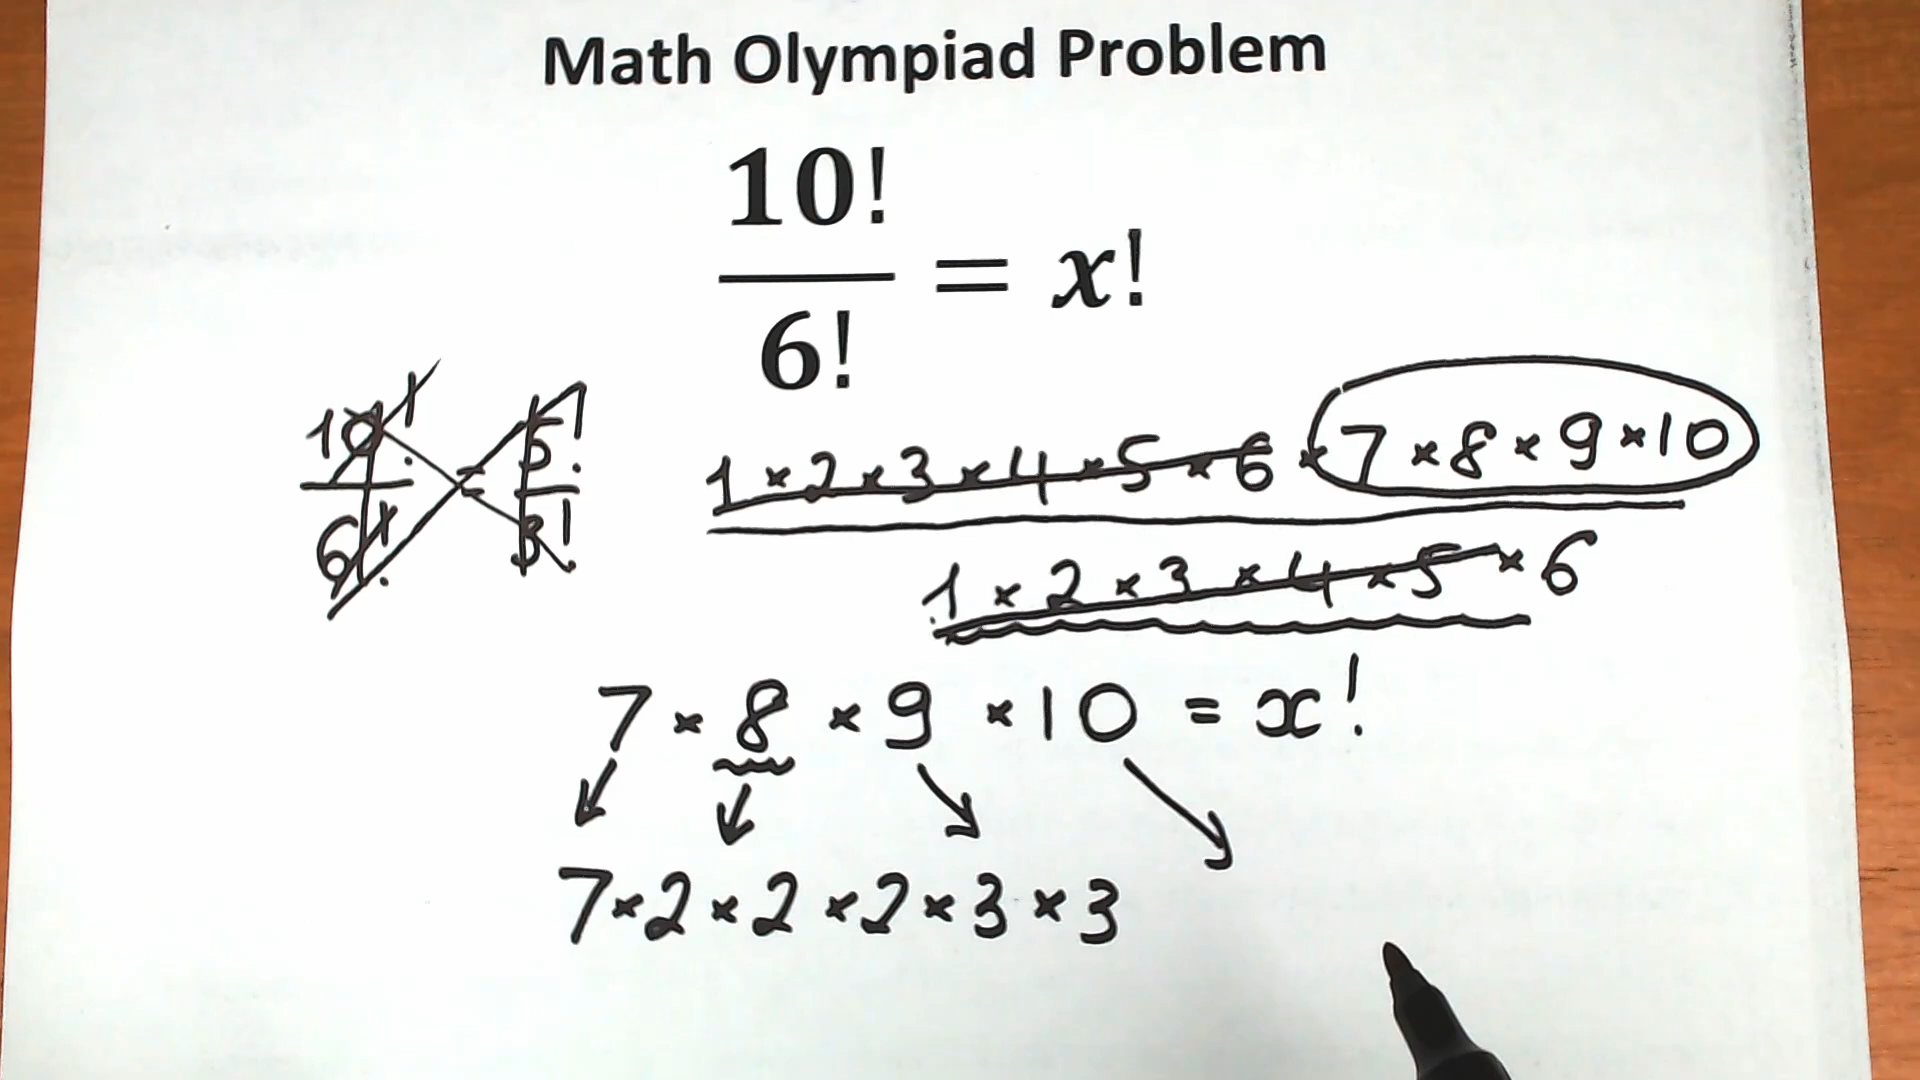 Math Olympiad Problem
10!
6!
= x!
10! = 5!
6! 3!
1 × 2 × 3 × 4 × 5 × 6 × 7 × 8 × 9 × 10
1 × 2 × 3 × 4 × 5 × 6
7 × 8 × 9 × 10 = x!
7 × 2 × 2 × 2 × 3 × 3